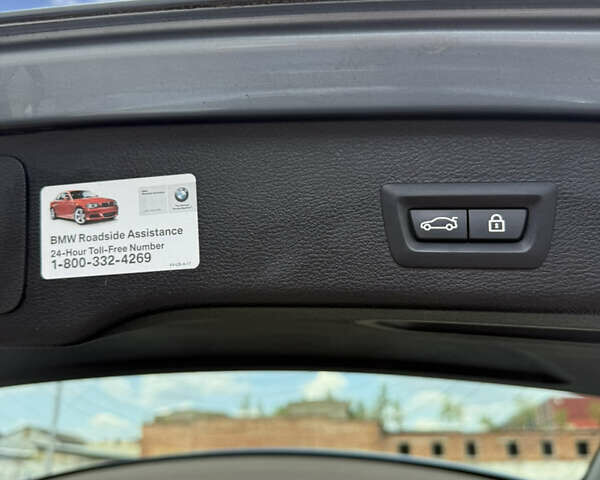 BMW Roadside Assistance
24-Hour Toll-Free Number
1-800-332-4269